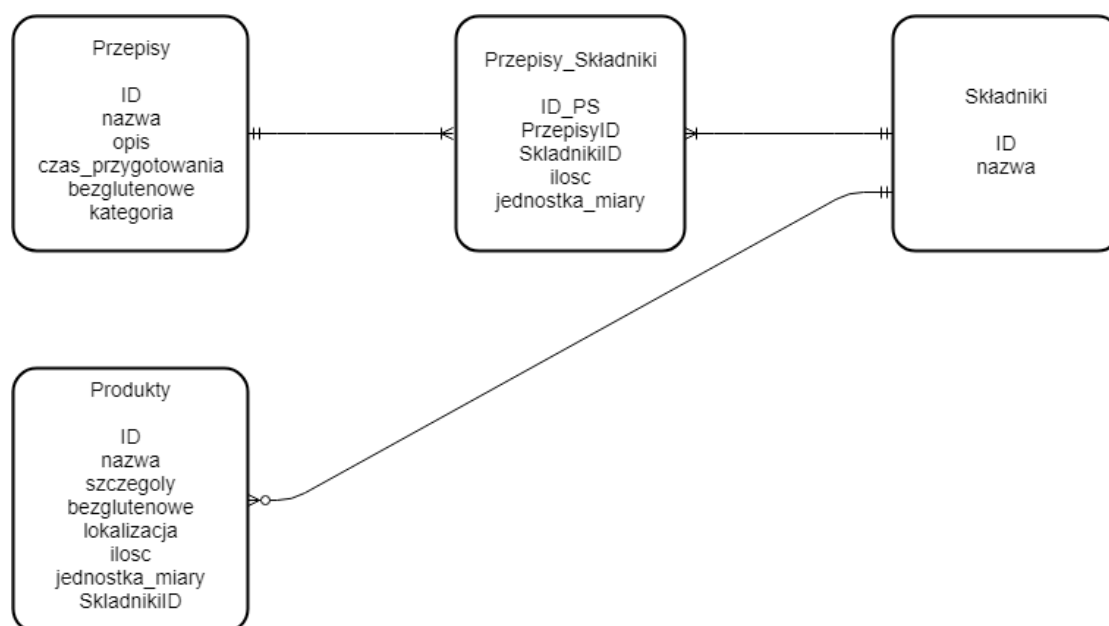 Przepisy
ID
nazwa
opis
czas_przygotowania
bezglutenowe
kategoria
Przepisy_Składniki
ID_PS
PrzepisyID
SkladnikiID
ilosc
jednostka_miary
Składniki
ID
nazwa
Produkty
ID
nazwa
szczegoly
bezglutenowe
lokalizacja
ilosc
jednostka_miary
SkladnikiID